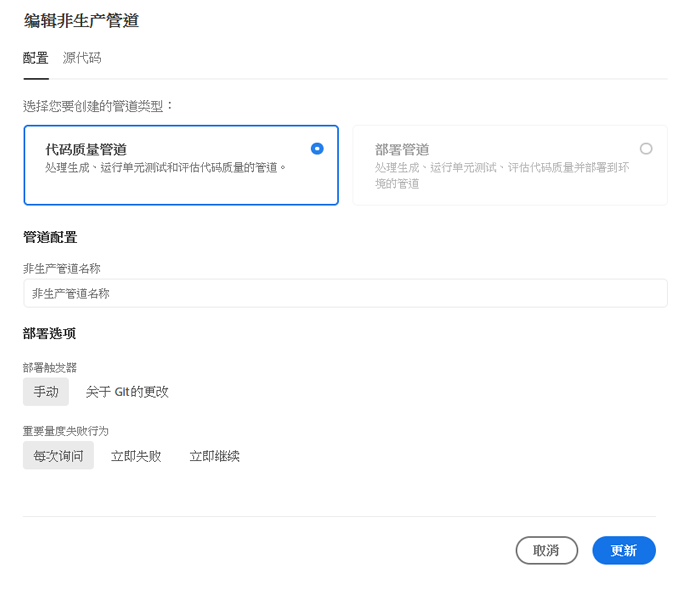 编辑非生产管道
配置 源代码
选择您要创建的管道类型：
代码质量管道
处理生成、运行单元测试和评估代码质量的管道。
部署管道
处理生成、运行单元测试、评估代码质量并部署到环
境的管道
管道配置
非生产管道名称
非生产管道名称
部署选项
部署触发器
手动 关于 Git的更改
重要量度失败行为
每次询问 立即失败 立即继续
取消 更新